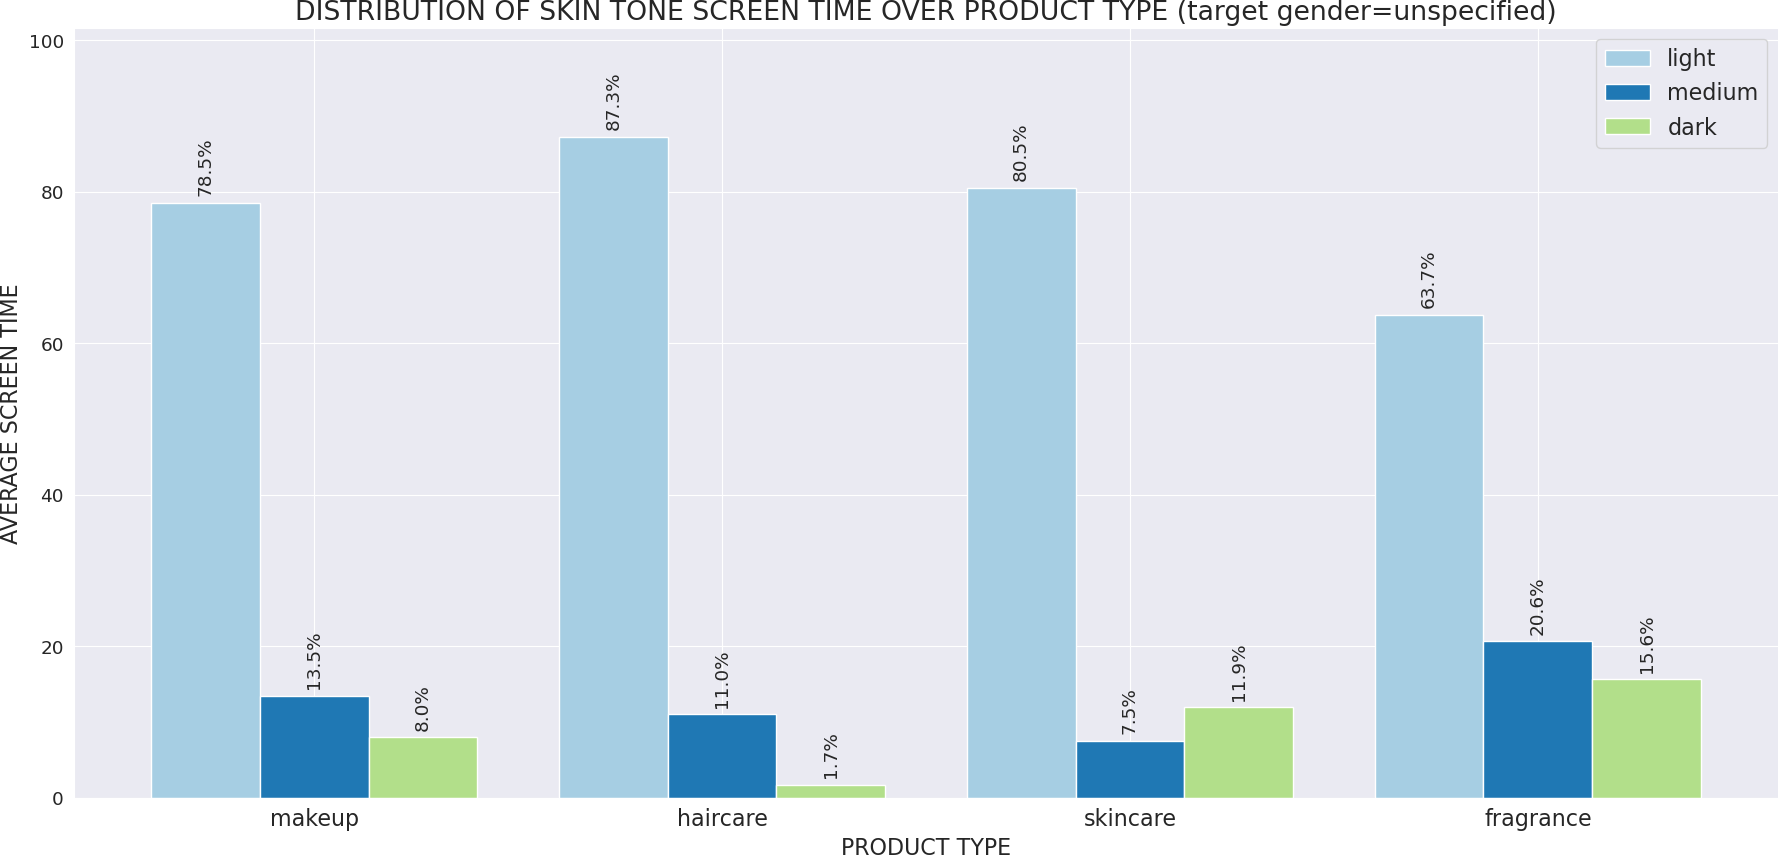 DISTRIBUTION OF SKIN TONE SCREEN TIME OVER PRODUCT TYPE (target gender=unspecified)
light
medium
dark
AVERAGE SCREEN TIME
100
80
60
40
20
0
78.5%
13.5%
8.0%
87.3%
11.0%
1.7%
80.5%
7.5%
11.9%
63.7%
20.6%
15.6%
makeup
haircare
skincare
fragrance
PRODUCT TYPE